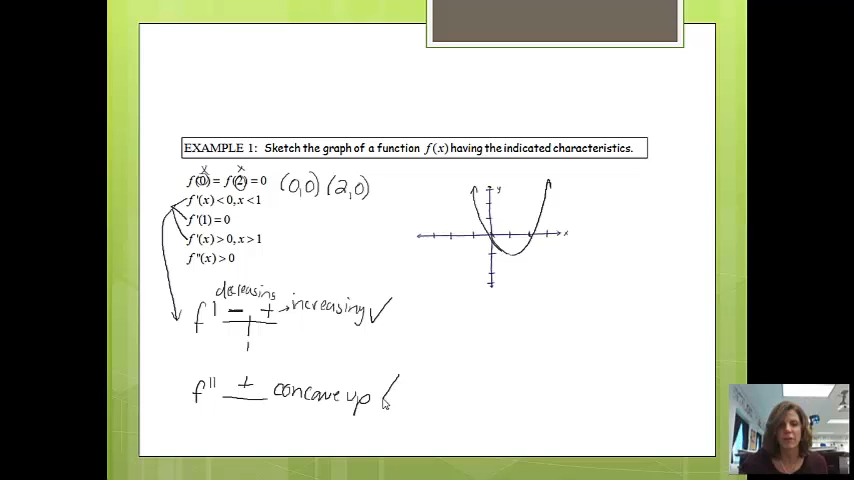 EXAMPLE 1: Sketch the graph of a function f(x) having the indicated characteristics.
x x
f(0) = f(2) = 0 (0,0) (2,0)
f'(x) < 0, x < 1
f'(1) = 0
f'(x) > 0, x > 1
f"(x) > 0
y
x
decreasing
f' - + → increasing ✓
1
f" + concave up ✓